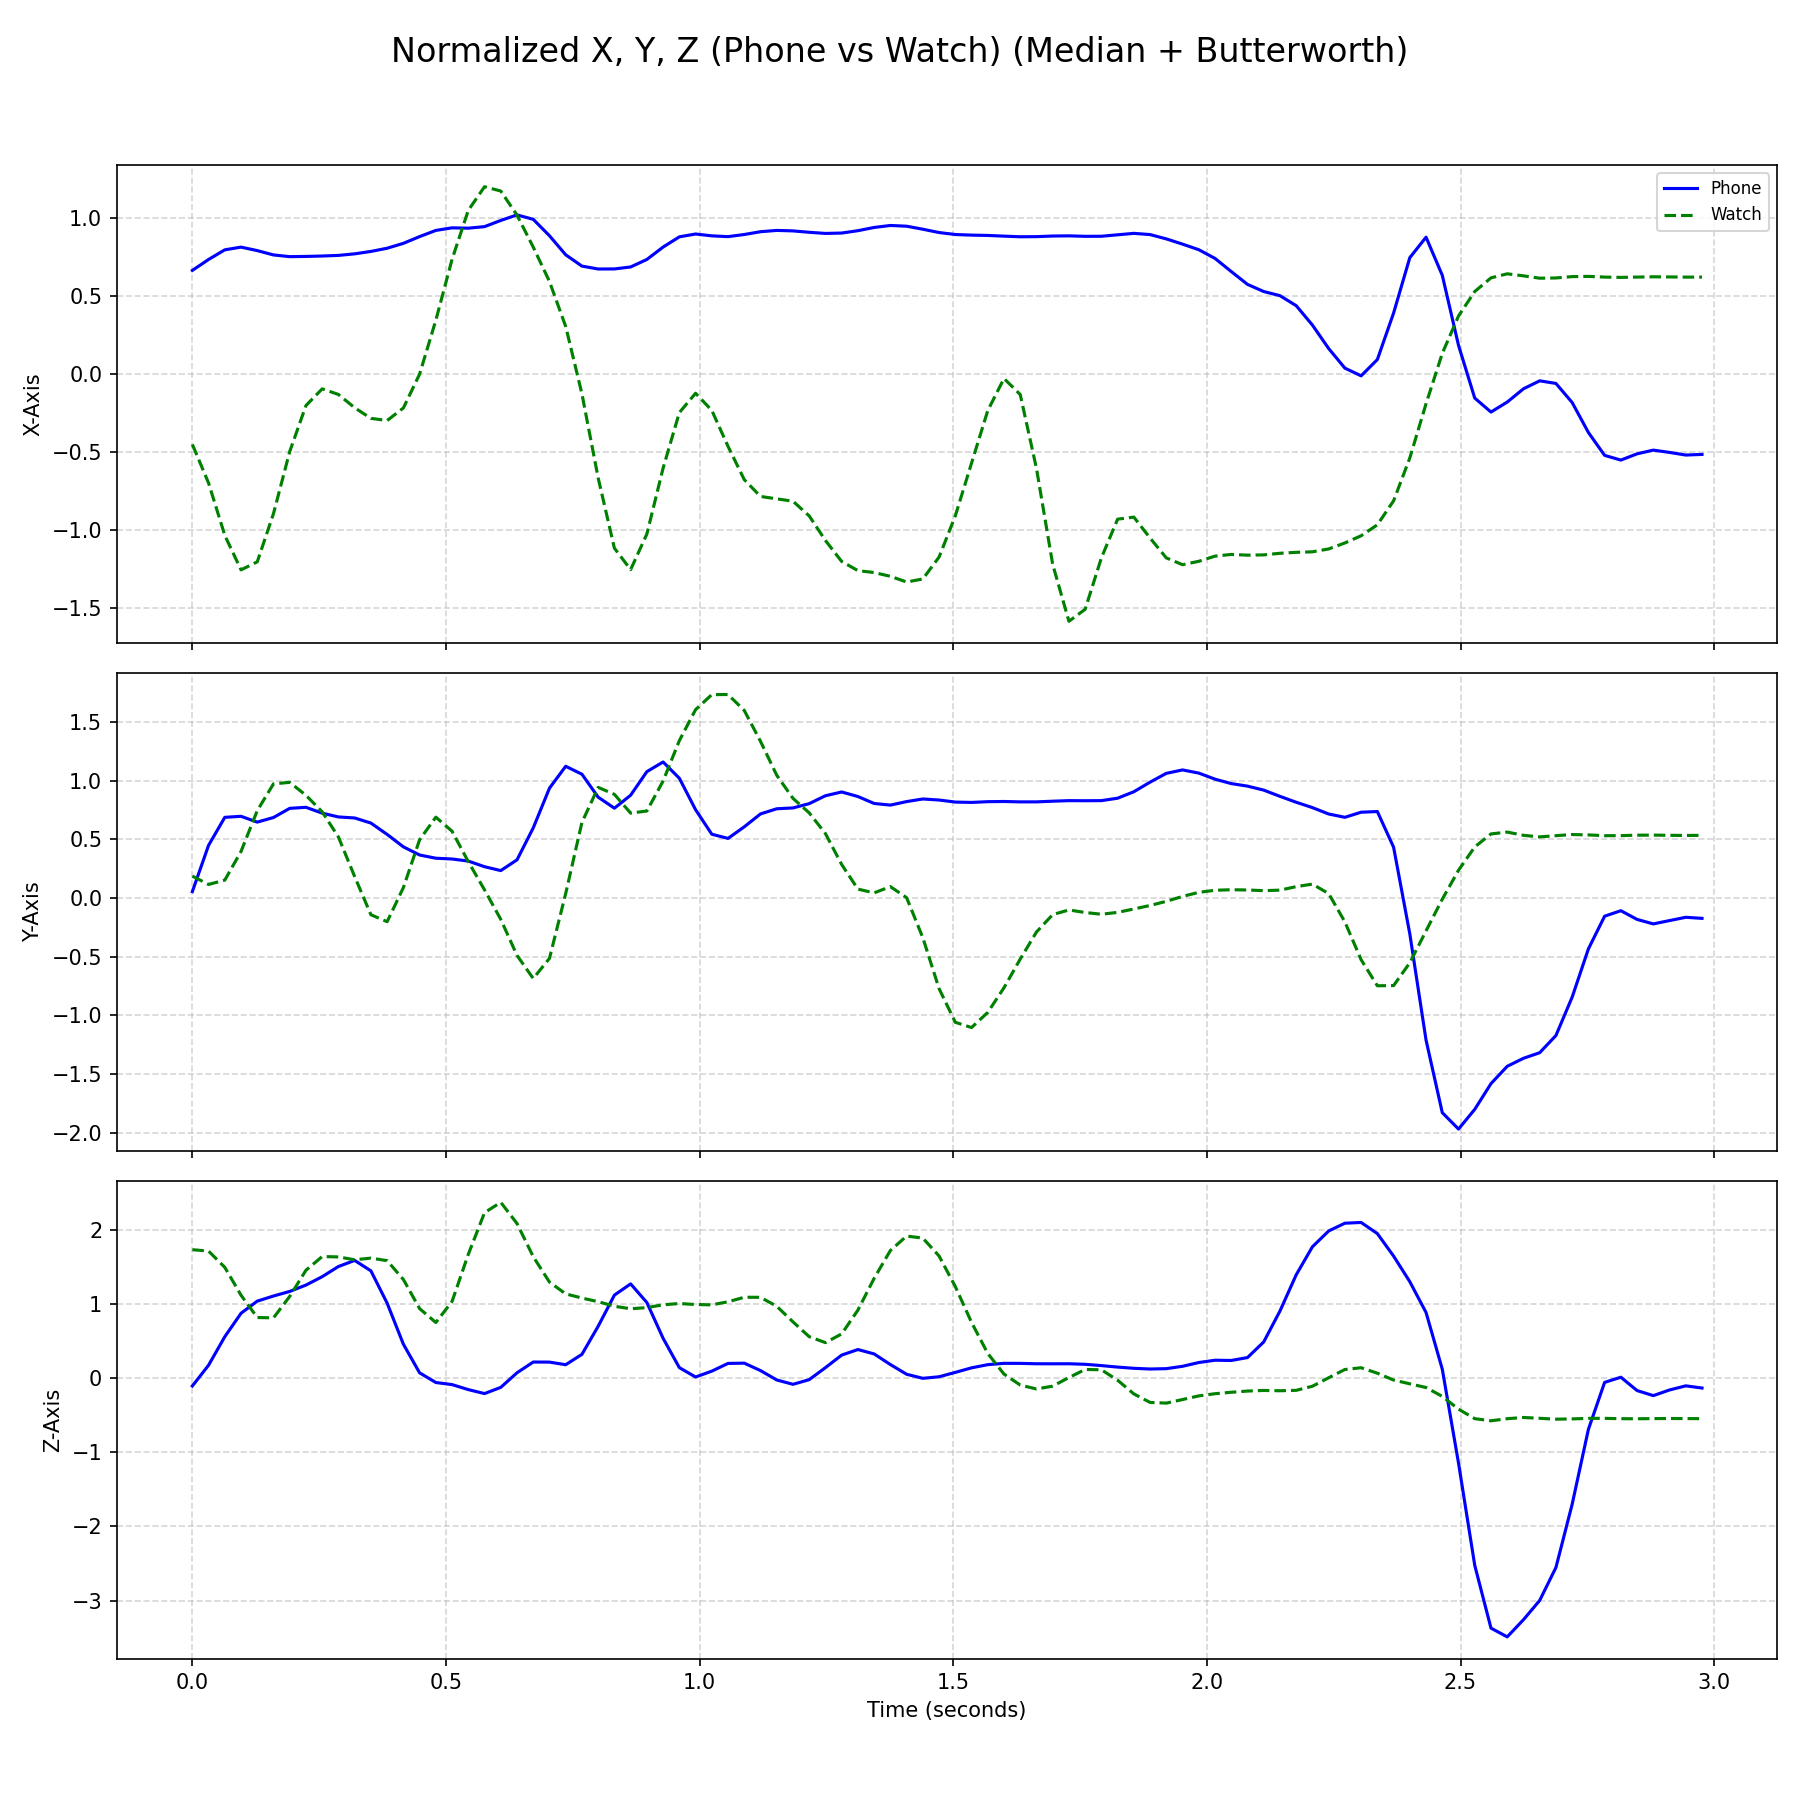 Normalized X, Y, Z (Phone vs Watch) (Median + Butterworth)
Phone
Watch
1.0
0.5
0.0
−0.5
−1.0
−1.5
X-Axis
1.5
1.0
0.5
0.0
−0.5
−1.0
−1.5
−2.0
Y-Axis
2
1
0
−1
−2
−3
Z-Axis
0.0 0.5 1.0 1.5 2.0 2.5 3.0
Time (seconds)